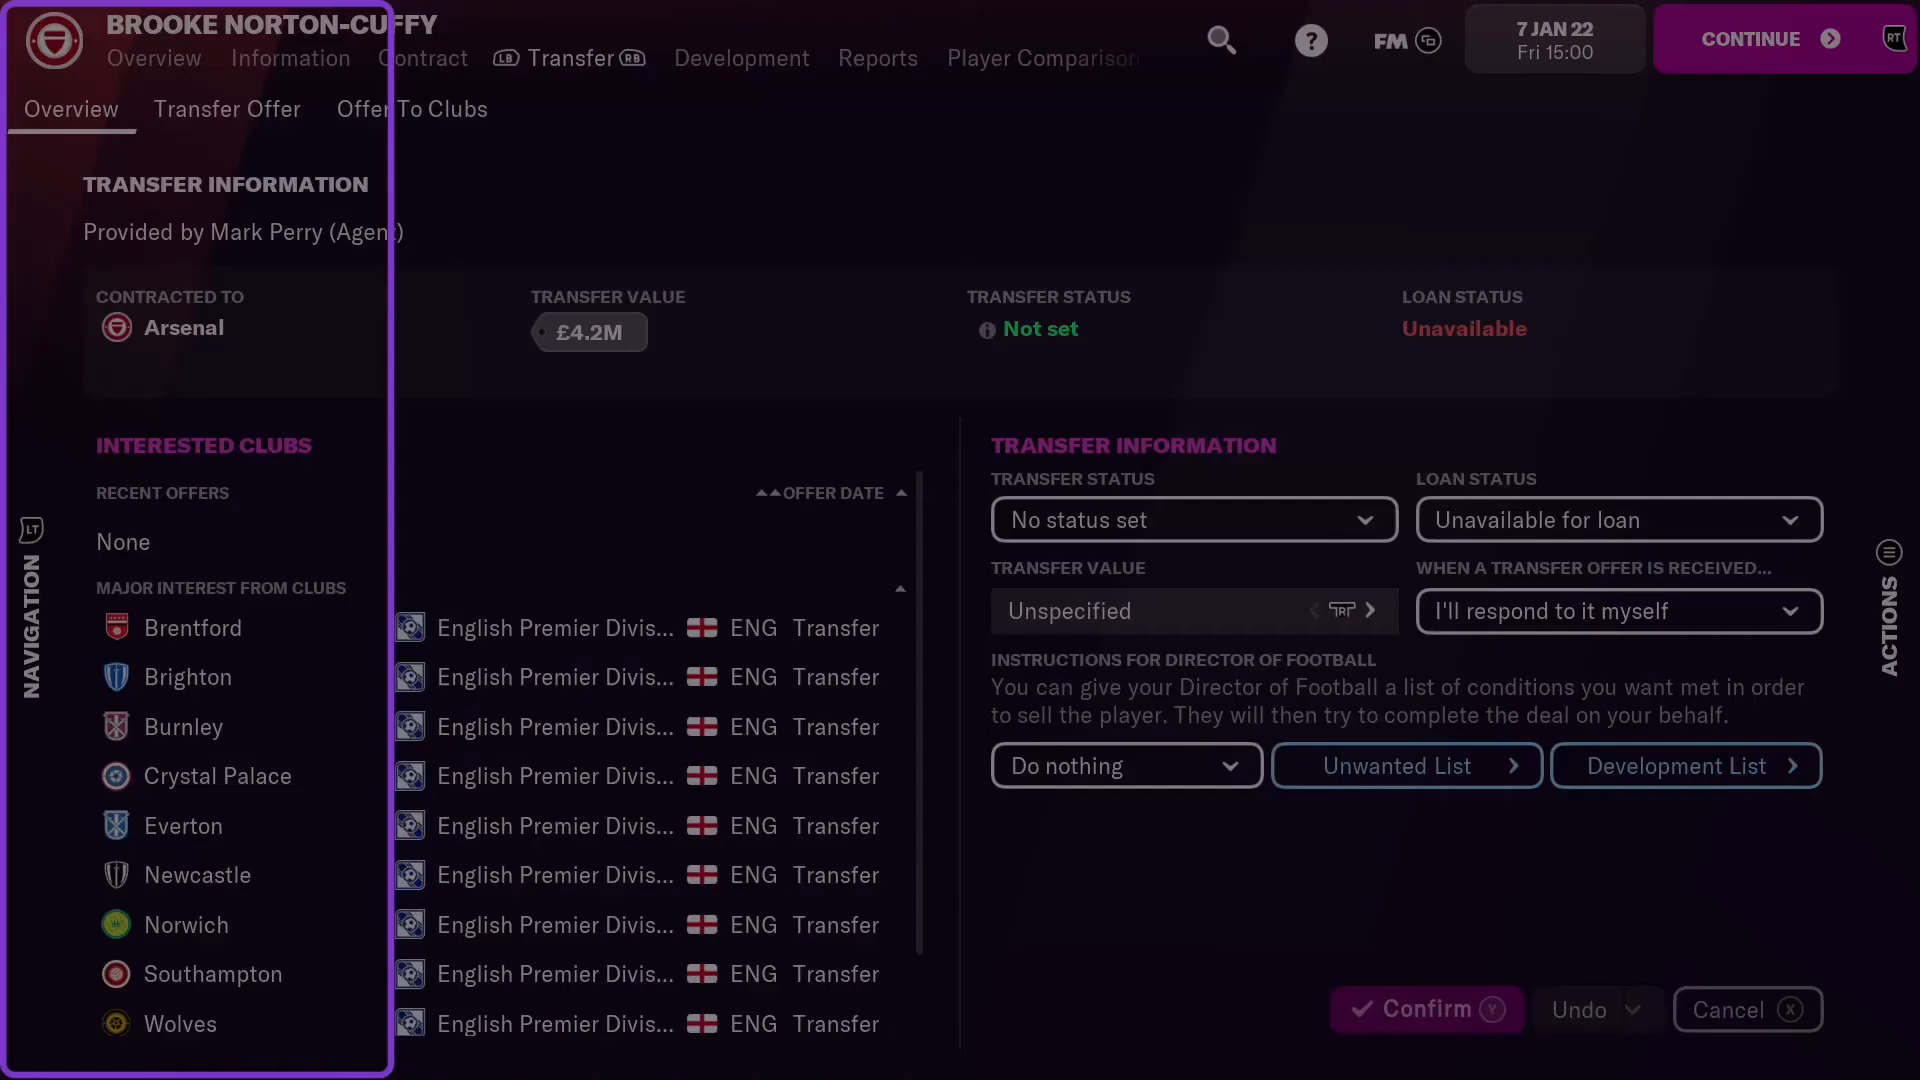 BROOKE NORTON-CUFFY
Overview Information Contract LB Transfer RB Development Reports Player Comparison
FM
7 JAN 22
Fri 15:00
CONTINUE
RT
Overview Transfer Offer Offer To Clubs
TRANSFER INFORMATION
Provided by Mark Perry (Agent)
CONTRACTED TO
Arsenal
TRANSFER VALUE
£4.2M
TRANSFER STATUS
Not set
LOAN STATUS
Unavailable
LT
NAVIGATION
INTERESTED CLUBS
RECENT OFFERS OFFER DATE
None
MAJOR INTEREST FROM CLUBS
Brentford English Premier Divis... ENG Transfer
Brighton English Premier Divis... ENG Transfer
Burnley English Premier Divis... ENG Transfer
Crystal Palace English Premier Divis... ENG Transfer
Everton English Premier Divis... ENG Transfer
Newcastle English Premier Divis... ENG Transfer
Norwich English Premier Divis... ENG Transfer
Southampton English Premier Divis... ENG Transfer
Wolves English Premier Divis... ENG Transfer
TRANSFER INFORMATION
TRANSFER STATUS LOAN STATUS
No status set Unavailable for loan
TRANSFER VALUE WHEN A TRANSFER OFFER IS RECEIVED...
Unspecified I'll respond to it myself
INSTRUCTIONS FOR DIRECTOR OF FOOTBALL
You can give your Director of Football a list of conditions you want met in order
to sell the player. They will then try to complete the deal on your behalf.
Do nothing Unwanted List Development List
Confirm Y Undo Cancel X
ACTIONS